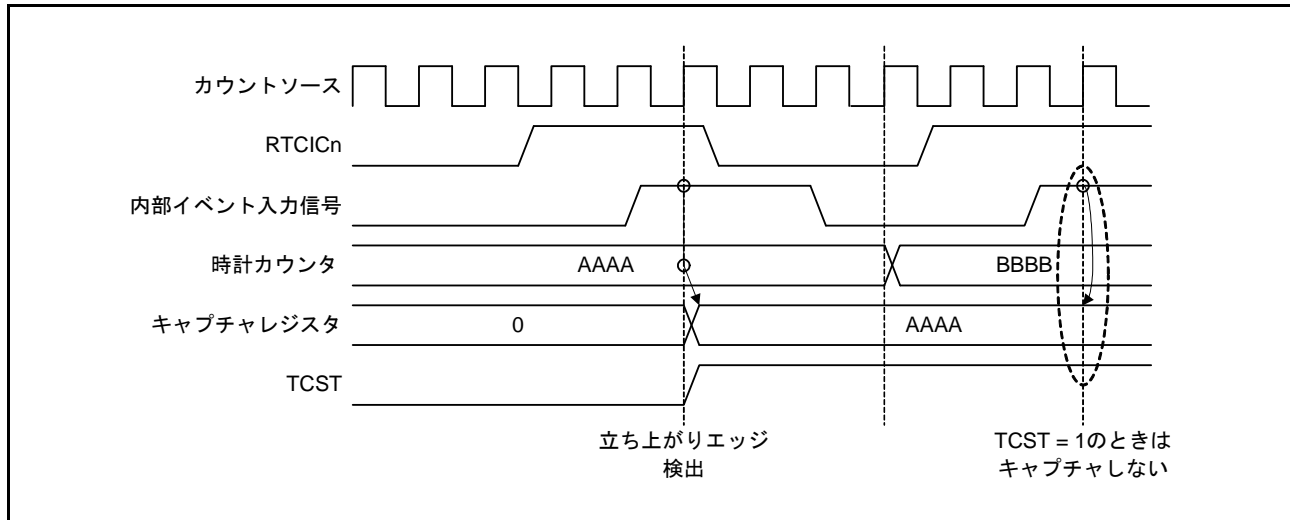 カウントソース
RTCICn
内部イベント入力信号
時計カウンタ
AAAA
BBBB
キャプチャレジスタ
0
AAAA
TCST
立ち上がりエッジ
検出
TCST = 1のときは
キャプチャしない